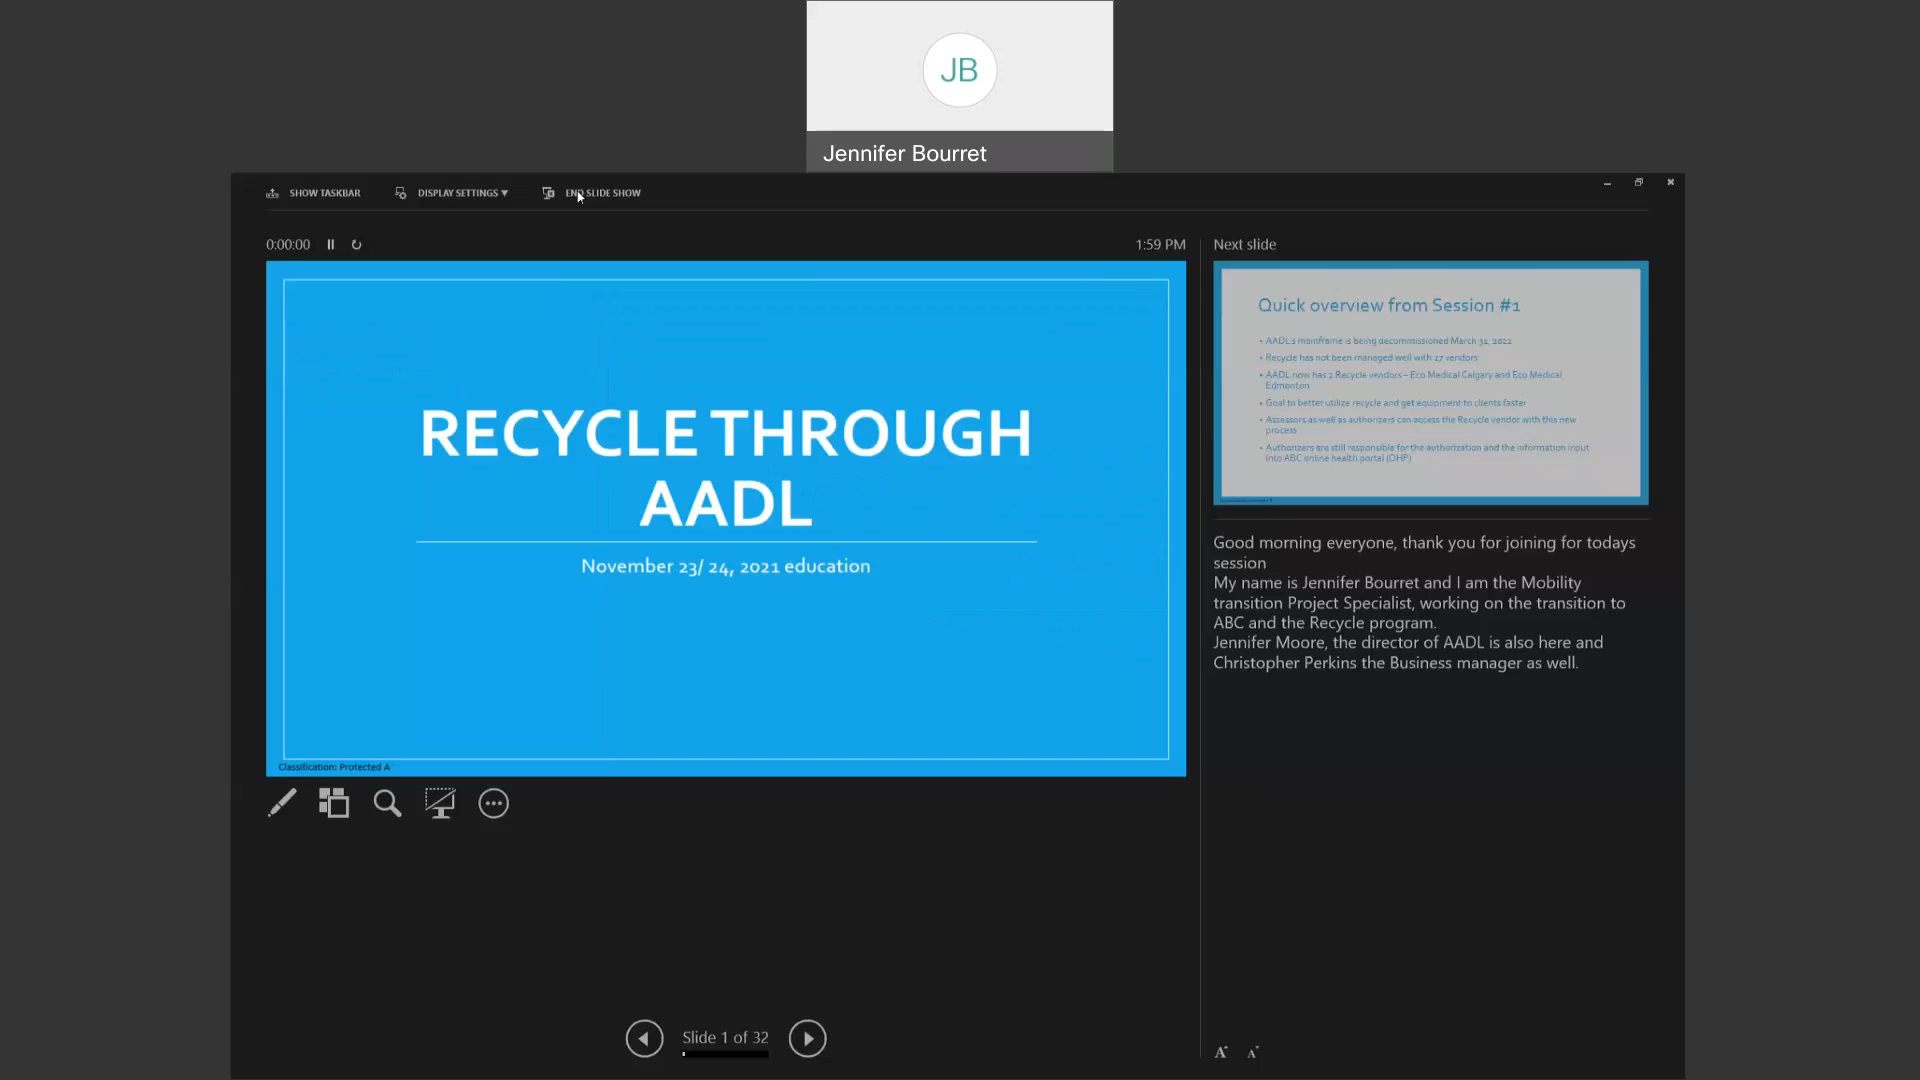 JB
Jennifer Bourret
SHOW TASKBAR
DISPLAY SETTINGS ▼
END SLIDE SHOW
0:00:00
1:59 PM
RECYCLE THROUGH
AADL
November 23/ 24, 2021 education
Classification: Protected A
Slide 1 of 32
Next slide
Quick overview from Session #1
• AADL's mainframe is being decommissioned March 31, 2022
• Recycle has not been managed well with 27 vendors
• AADL now has 2 Recycle vendors – Eco Medical Calgary and Eco Medical
Edmonton
• Goal to better utilize recycle and get equipment to clients faster
• Assessors as well as authorizers can access the Recycle vendor with this new
process
• Authorizers are still responsible for the authorization and the information input
into ABC online health portal (OHP)
Good morning everyone, thank you for joining for todays
session
My name is Jennifer Bourret and I am the Mobility
transition Project Specialist, working on the transition to
ABC and the Recycle program.
Jennifer Moore, the director of AADL is also here and
Christopher Perkins the Business manager as well.
A A